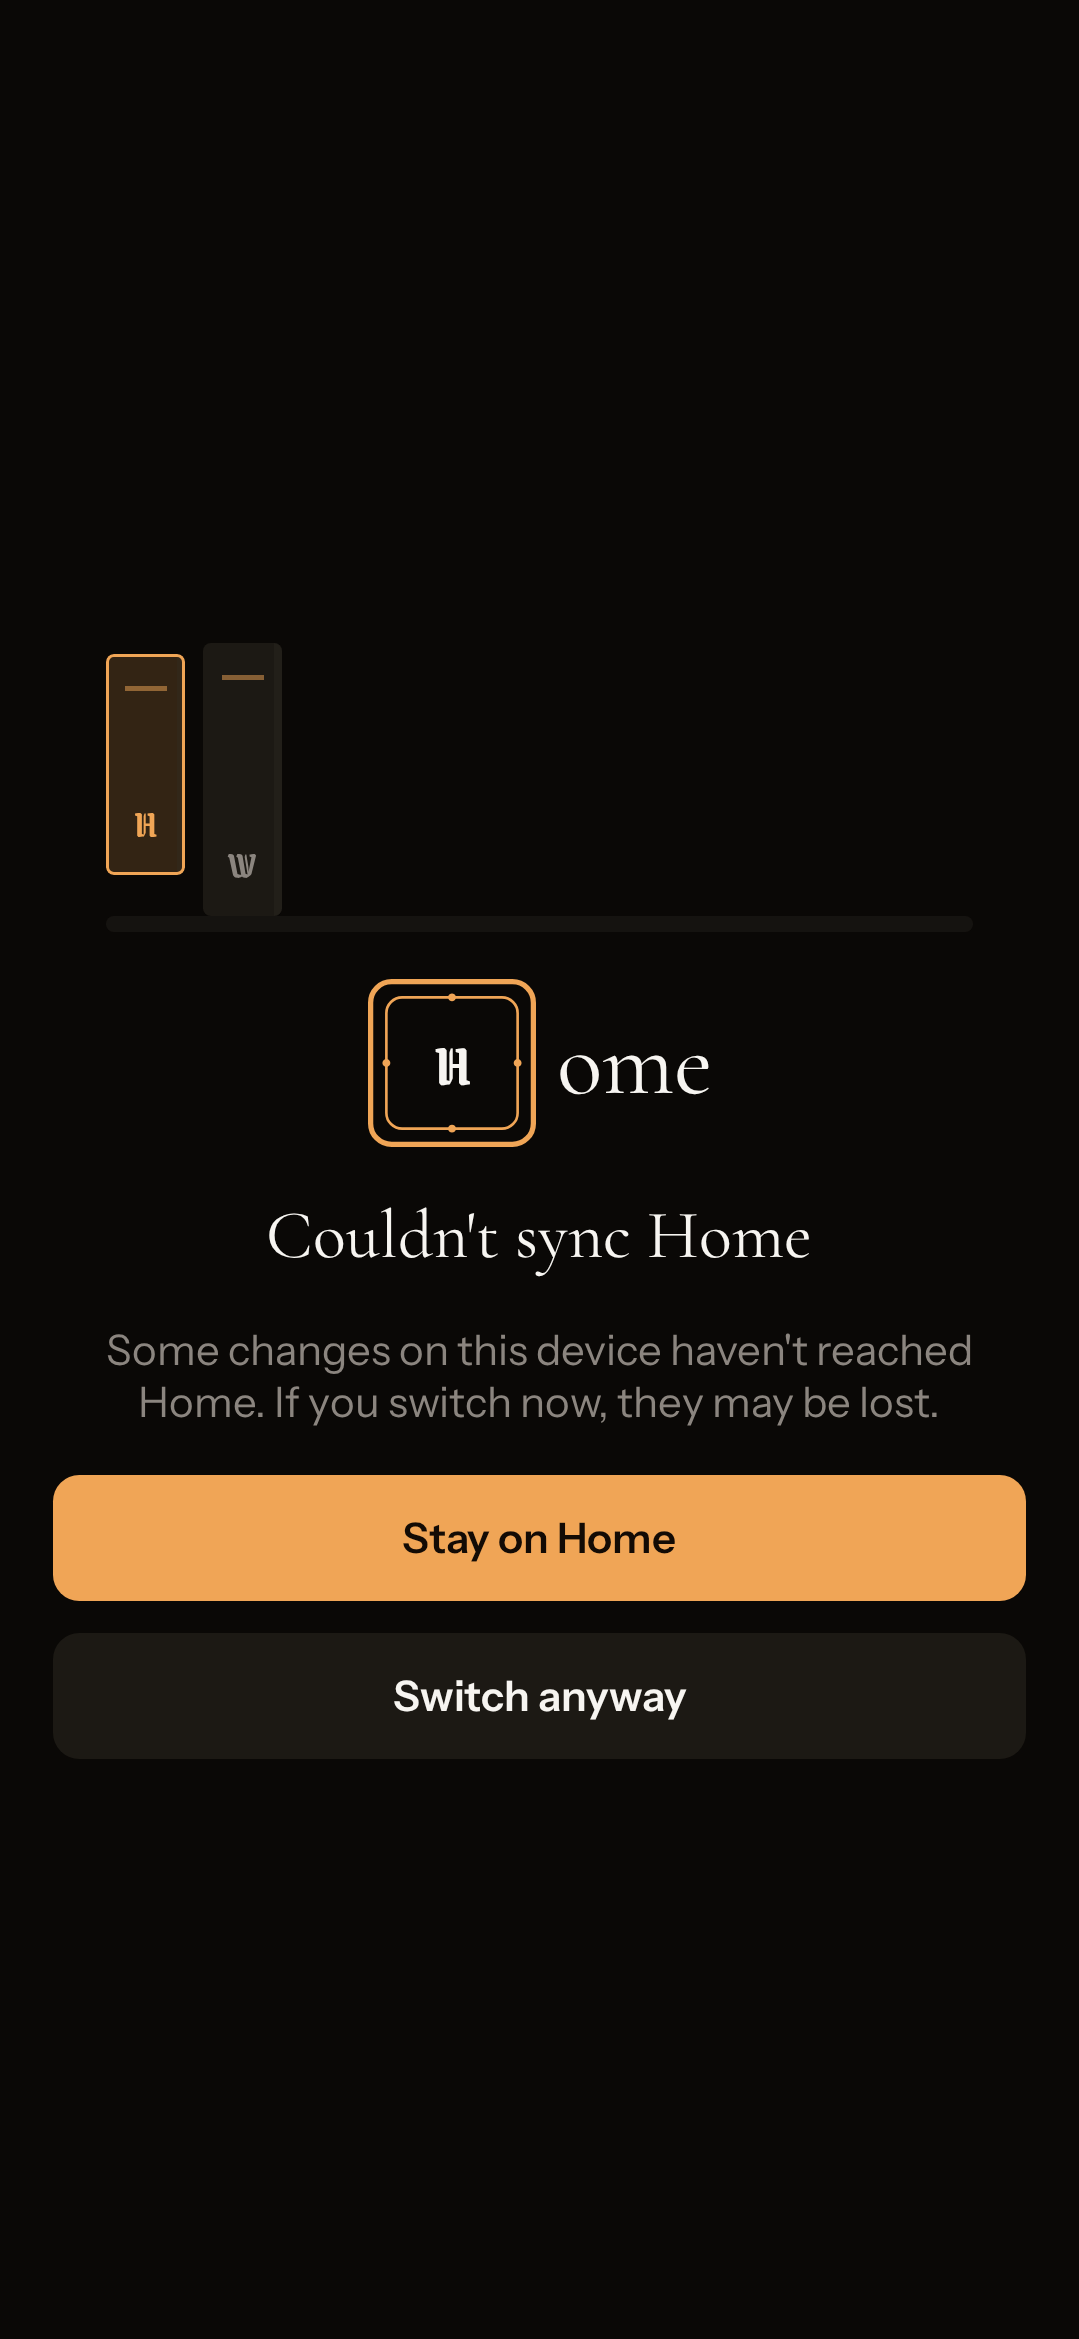 H
W
H ome
Couldn't sync Home
Some changes on this device haven't reached
Home. If you switch now, they may be lost.
Stay on Home
Switch anyway